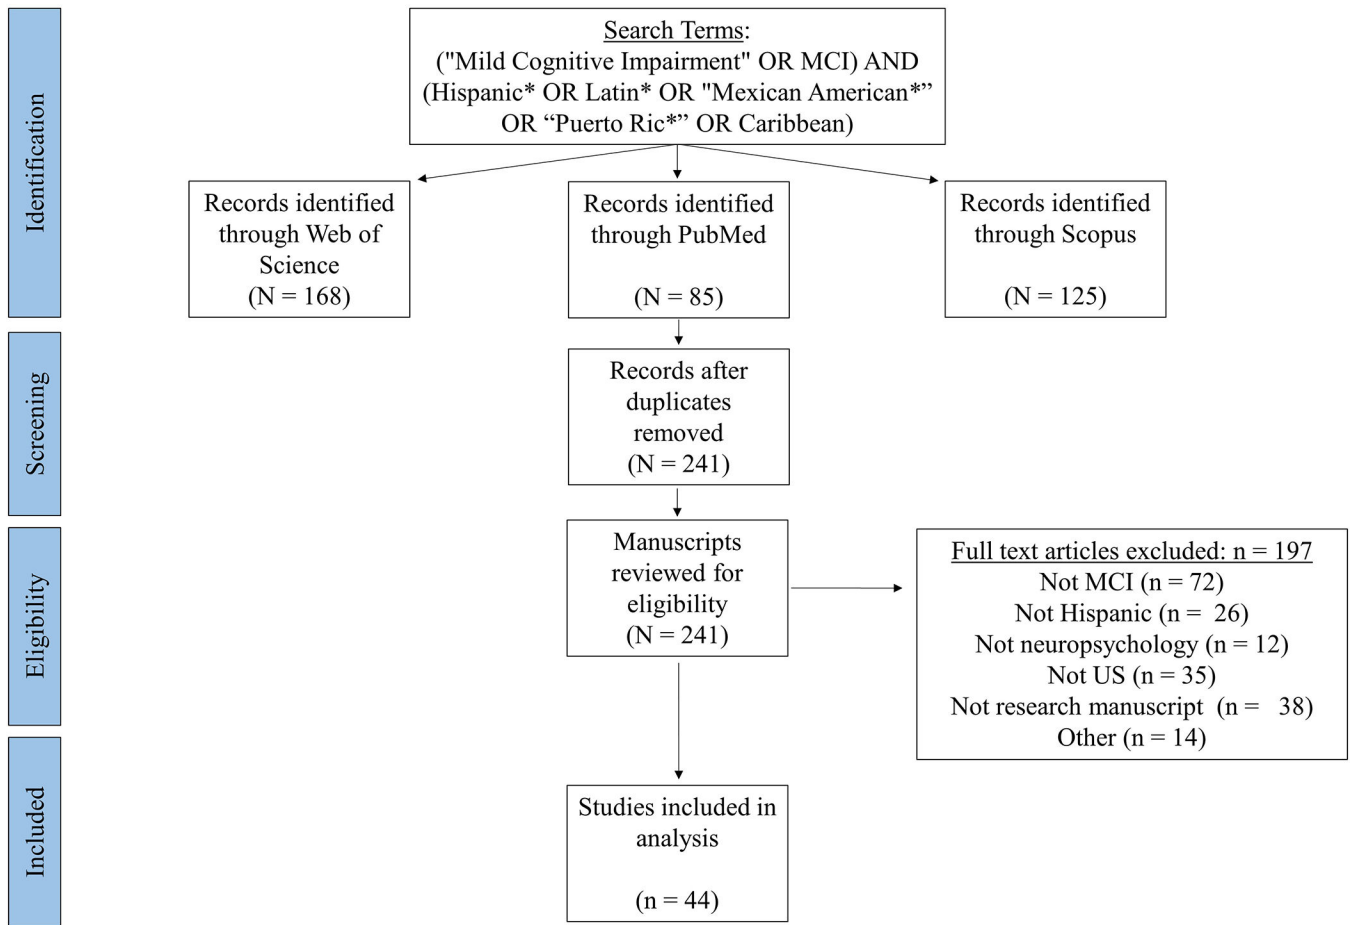 Identification
Search Terms:
("Mild Cognitive Impairment" OR MCI) AND
(Hispanic* OR Latin* OR "Mexican American*”
OR “Puerto Ric*” OR Caribbean)
Records identified
through Web of
Science
(N = 168)
Records identified
through PubMed
(N = 85)
Records identified
through Scopus
(N = 125)
Screening
Records after
duplicates
removed
(N = 241)
Eligibility
Manuscripts
reviewed for
eligibility
(N = 241)
Full text articles excluded: n = 197
Not MCI (n = 72)
Not Hispanic (n =  26)
Not neuropsychology (n = 12)
Not US (n = 35)
Not research manuscript  (n =   38)
Other (n = 14)
Included
Studies included in
analysis
(n = 44)